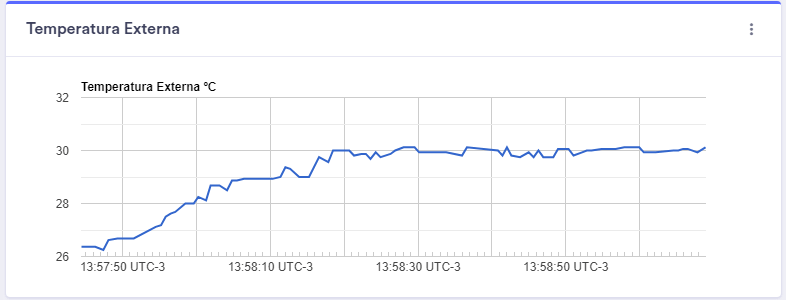 Temperatura Externa
Temperatura Externa °C
32
30
28
26
13:57:50 UTC-3 13:58:10 UTC-3 13:58:30 UTC-3 13:58:50 UTC-3